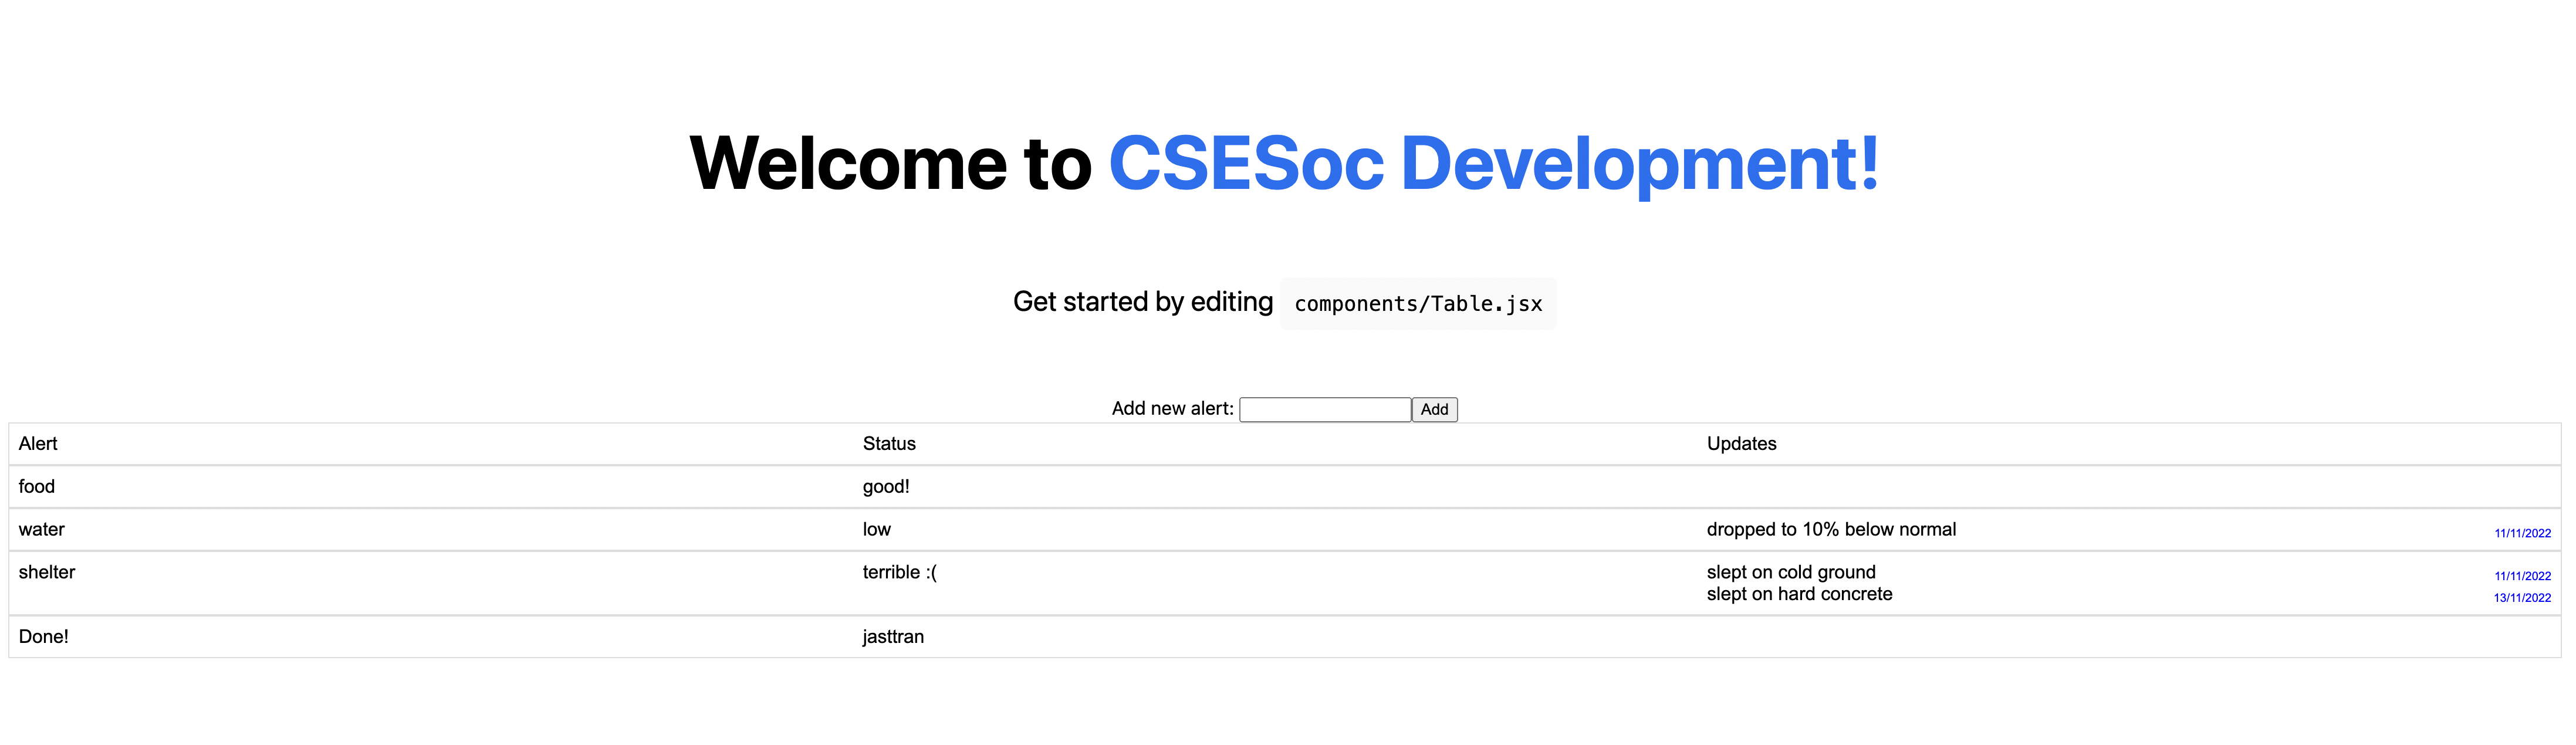 Welcome to CSESoc Development!
Get started by editing components/Table.jsx
Add new alert: Add
Alert Status Updates
food good!
water low dropped to 10% below normal 11/11/2022
shelter terrible :( slept on cold ground 11/11/2022
slept on hard concrete 13/11/2022
Done! jasttran